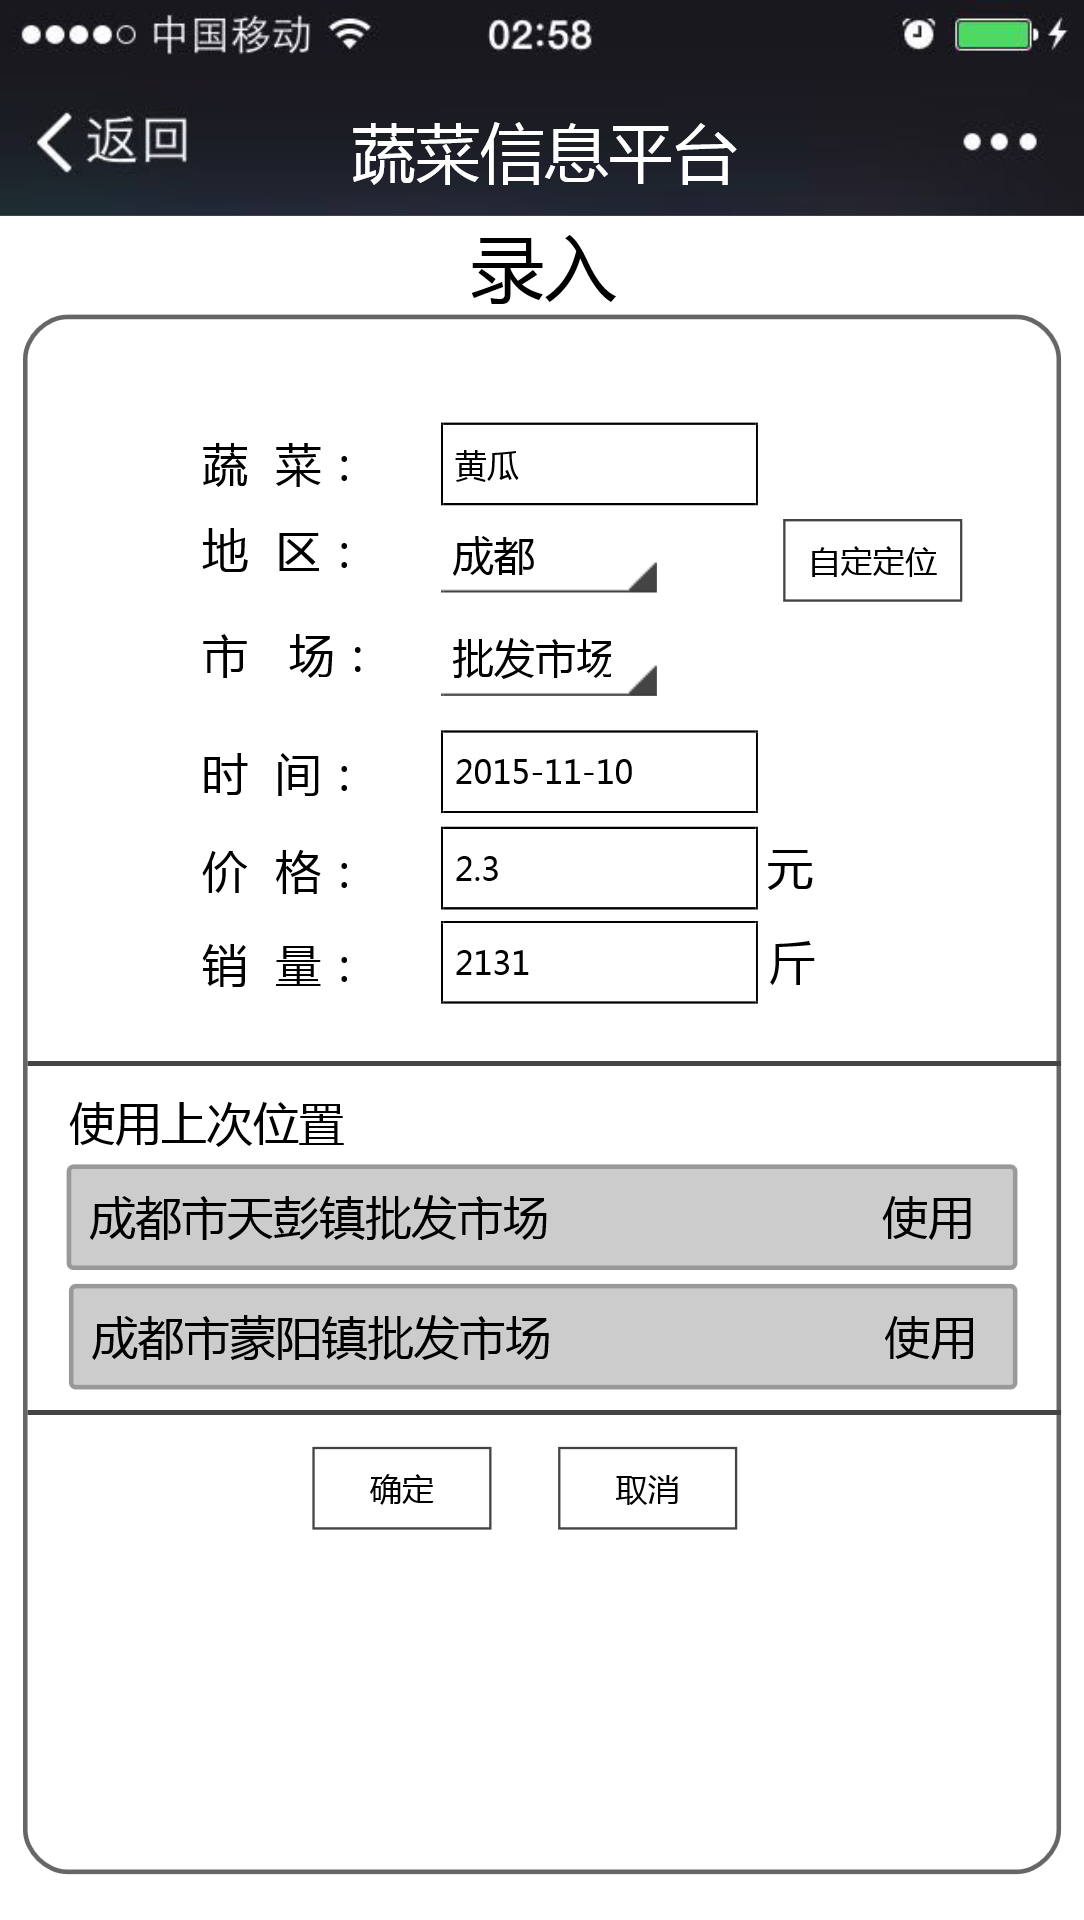 中国移动 02:58
返回 蔬菜信息平台
录入
蔬 菜： 黄瓜
地 区： 成都 自定定位
市 场： 批发市场
时 间： 2015-11-10
价 格： 2.3 元
销 量： 2131 斤
使用上次位置
成都市天彭镇批发市场 使用
成都市蒙阳镇批发市场 使用
确定 取消